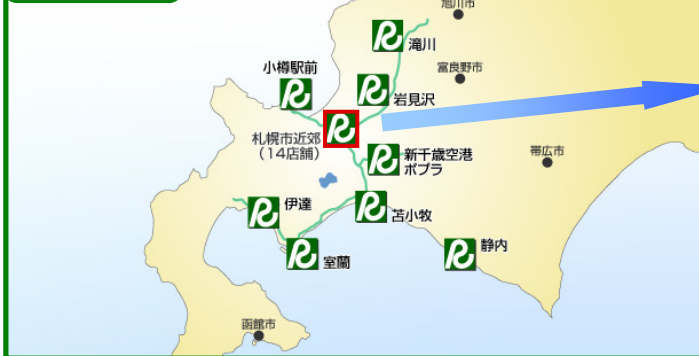 旭川市
滝川
富良野市
小樽駅前
岩見沢
札幌市近郊
(14店舗)
新千歳空港
ポプラ
帯広市
伊達
苫小牧
静内
室蘭
函館市